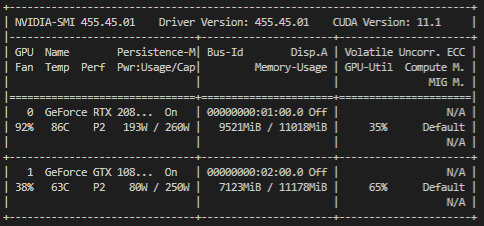 +-----------------------------------------------------------------------------+
| NVIDIA-SMI 455.45.01    Driver Version: 455.45.01    CUDA Version: 11.1     |
|-------------------------------+----------------------+----------------------+
| GPU  Name        Persistence-M| Bus-Id        Disp.A | Volatile Uncorr. ECC |
| Fan  Temp  Perf  Pwr:Usage/Cap|         Memory-Usage | GPU-Util  Compute M. |
|                               |                      |               MIG M. |
|===============================+======================+======================|
|   0  GeForce RTX 208...  On   | 00000000:01:00.0 Off |                  N/A |
| 92%   86C    P2   193W / 260W |   9521MiB / 11018MiB |     35%      Default |
|                               |                      |                  N/A |
+-------------------------------+----------------------+----------------------+
|   1  GeForce GTX 108...  On   | 00000000:02:00.0 Off |                  N/A |
| 38%   63C    P2    80W / 250W |   7123MiB / 11178MiB |     65%      Default |
|                               |                      |                  N/A |
+-------------------------------+----------------------+----------------------+